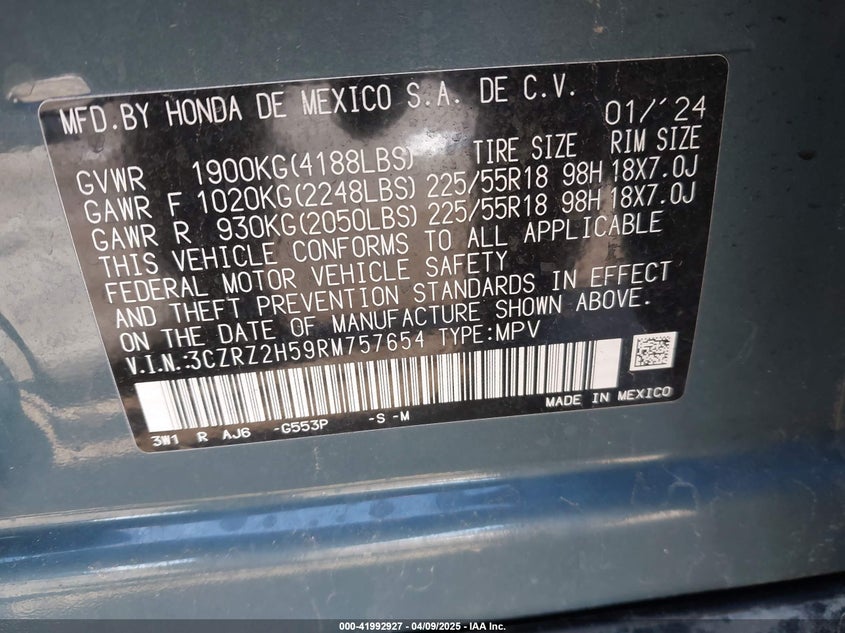 MFD.BY HONDA DE MEXICO S.A. DE C.V. 01/'24
GVWR 1900KG(4188LBS) TIRE SIZE RIM SIZE
GAWR F 1020KG(2248LBS) 225/55R18 98H 18X7.0J
GAWR R 930KG(2050LBS) 225/55R18 98H 18X7.0J
THIS VEHICLE CONFORMS TO ALL APPLICABLE
FEDERAL MOTOR VEHICLE SAFETY
AND THEFT PREVENTION STANDARDS IN EFFECT
ON THE DATE OF MANUFACTURE SHOWN ABOVE.
V.I.N.:3CZRZ2H59RM757654 TYPE:MPV
3W1 R AJ6 -G553P -S -M MADE IN MEXICO
000-41992927 - 04/09/2025 - IAA Inc.